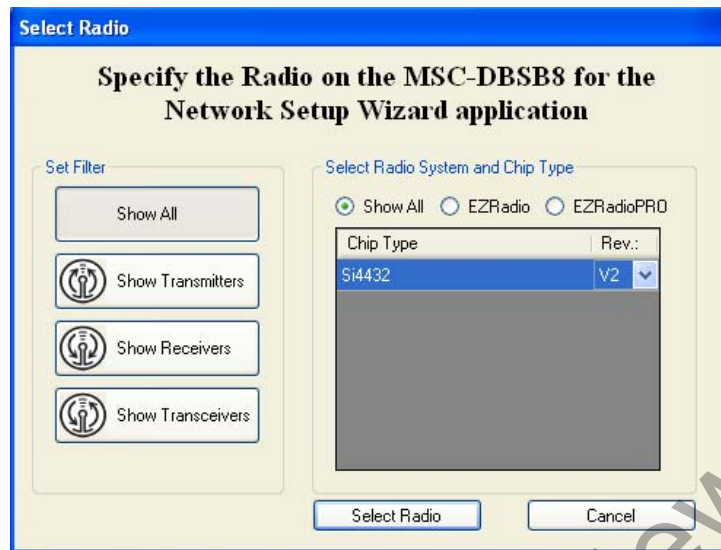 Select Radio
Specify the Radio on the MSC-DBSB8 for the
Network Setup Wizard application
Set Filter
Show All
Show Transmitters
Show Receivers
Show Transceivers
Select Radio System and Chip Type
Show All EZRadio EZRadioPRO
Chip Type Rev.:
Si4432 V2
Select Radio Cancel